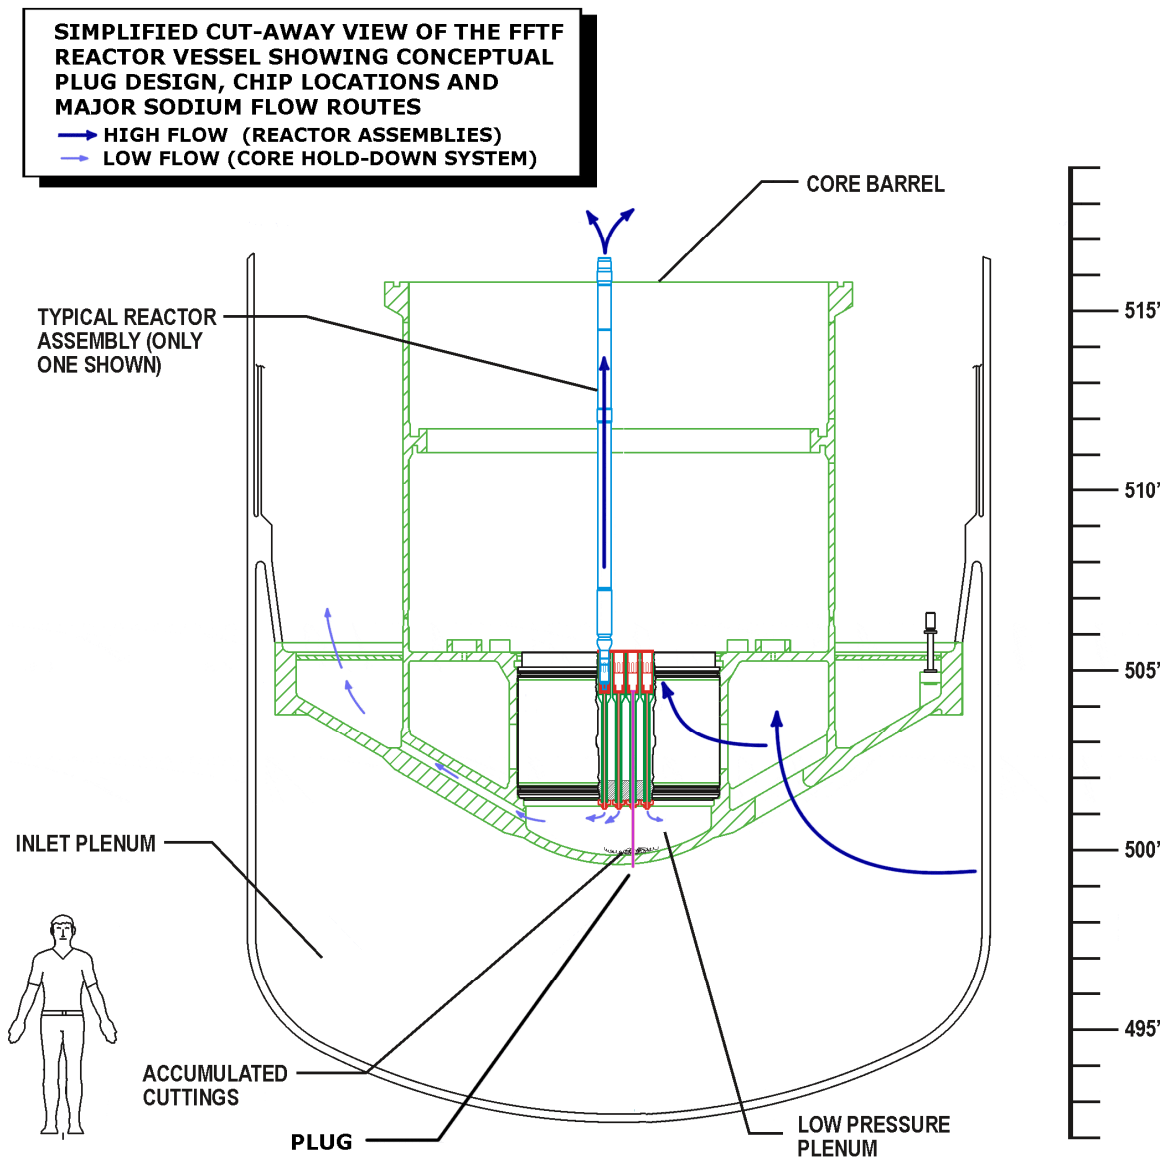 SIMPLIFIED CUT-AWAY VIEW OF THE FFTF
REACTOR VESSEL SHOWING CONCEPTUAL
PLUG DESIGN, CHIP LOCATIONS AND
MAJOR SODIUM FLOW ROUTES
HIGH FLOW (REACTOR ASSEMBLIES)
LOW FLOW (CORE HOLD-DOWN SYSTEM)
CORE BARREL
TYPICAL REACTOR
ASSEMBLY (ONLY
ONE SHOWN)
515'
510'
505'
500'
495'
INLET PLENUM
ACCUMULATED
CUTTINGS
PLUG
LOW PRESSURE
PLENUM